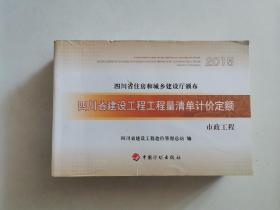 2015
四川省住房和城乡建设厅颁布
四川省建设工程工程量清单计价定额
市政工程
四川省建设工程造价管理总站 编
中国计划出版社